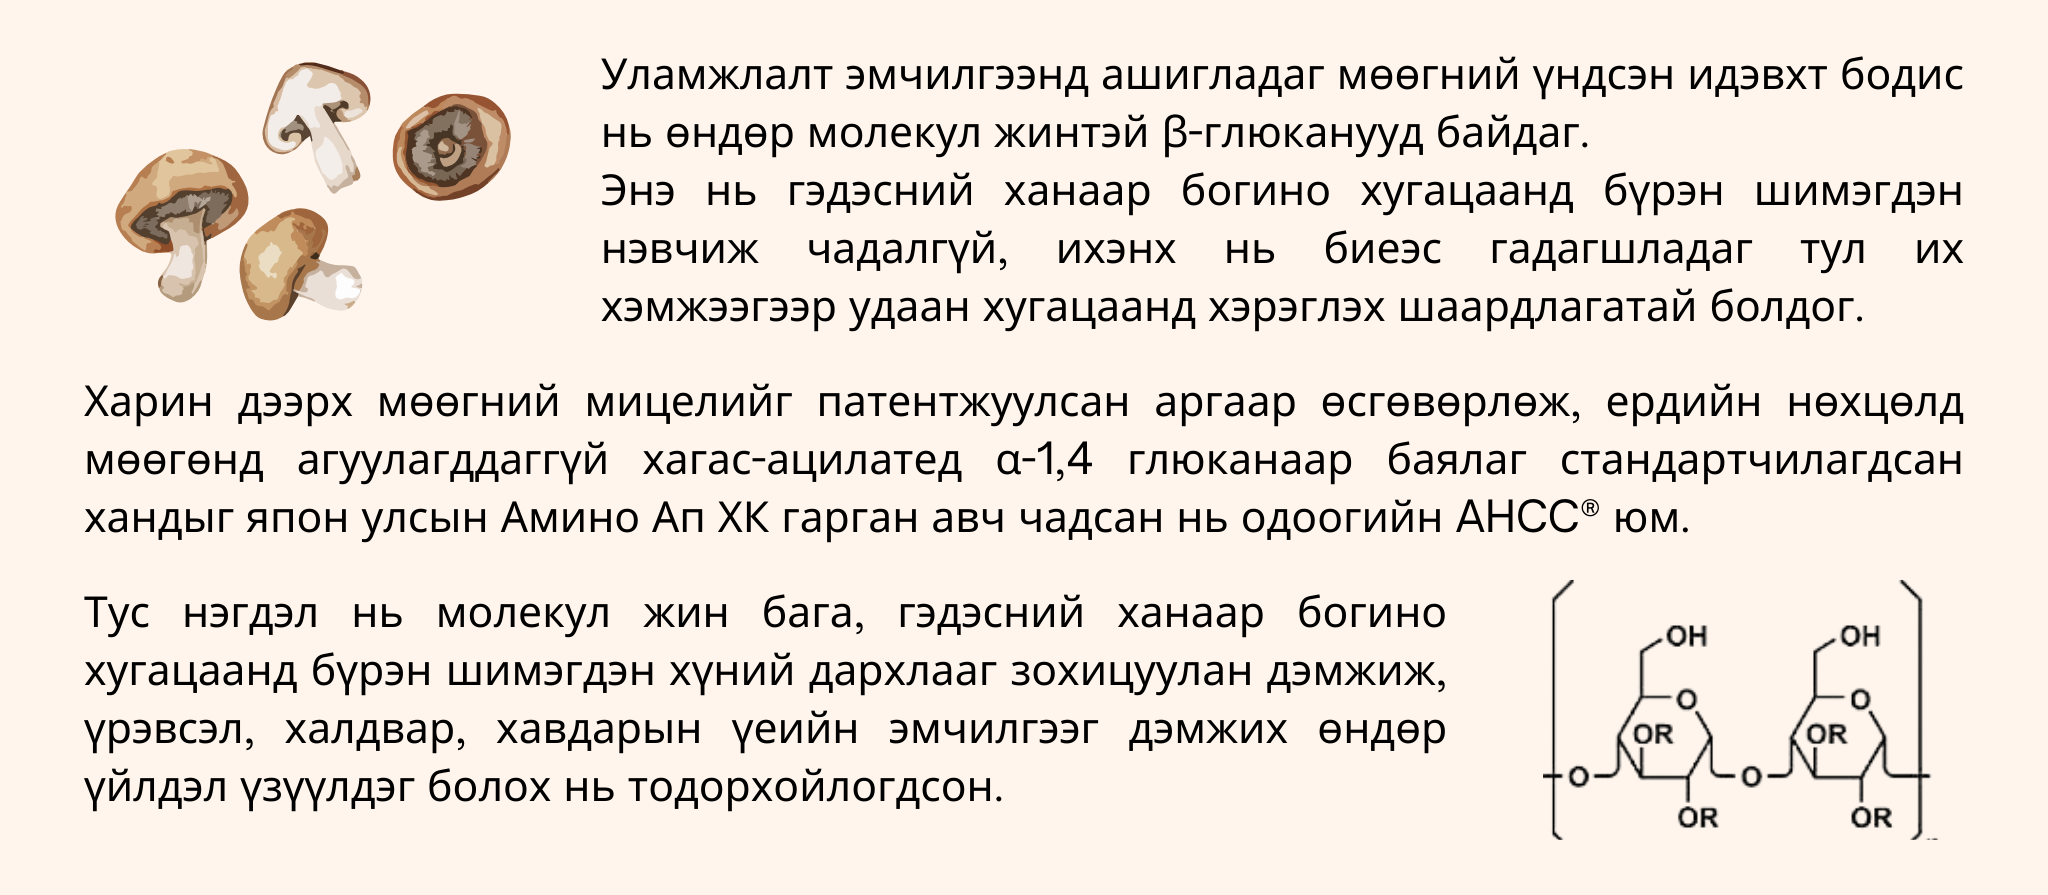 Уламжлалт эмчилгээнд ашигладаг мөөгний үндсэн идэвхт бодис
нь өндөр молекул жинтэй β-глюканууд байдаг.
Энэ нь гэдэсний ханаар богино хугацаанд бүрэн шимэгдэн
нэвчиж чадалгүй, ихэнх нь биеэс гадагшладаг тул их
хэмжээгээр удаан хугацаанд хэрэглэх шаардлагатай болдог.
Харин дээрх мөөгний мицелийг патентжуулсан аргаар өсгөвөрлөж, ердийн нөхцөлд
мөөгөнд агуулагддаггүй хагас-ацилатед α-1,4 глюканаар баялаг стандартчилагдсан
хандыг япон улсын Амино Ап ХК гарган авч чадсан нь одоогийн AHCC® юм.
Тус нэгдэл нь молекул жин бага, гэдэсний ханаар богино
хугацаанд бүрэн шимэгдэн хүний дархлааг зохицуулан дэмжиж,
үрэвсэл, халдвар, хавдарын үеийн эмчилгээг дэмжих өндөр
үйлдэл үзүүлдэг болох нь тодорхойлогдсон.
OH OH
O O
OR OR
O O
OR OR